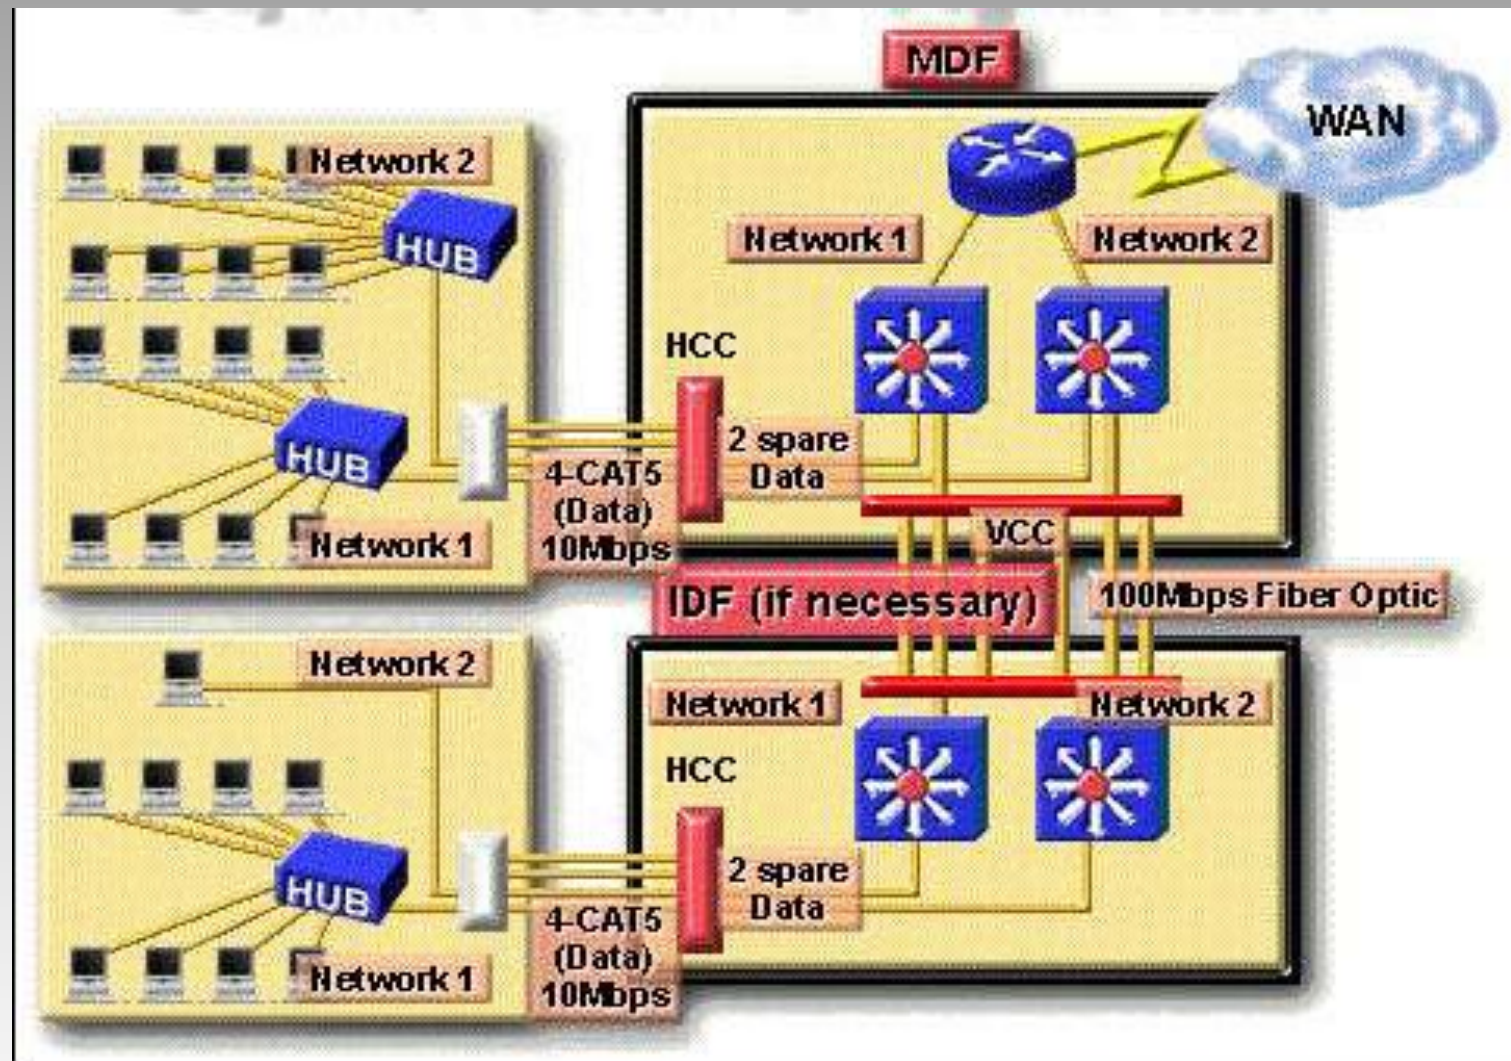 MDF
WAN
Network 2
HUB
Network 1
Network 2
HCC
HUB
2 spare
Data
4-CAT5
(Data)
10Mbps
Network 1
VCC
IDF (if necessary)
100Mbps Fiber Optic
Network 2
Network 1
Network 2
HCC
HUB
2 spare
Data
4-CAT5
(Data)
10Mbps
Network 1